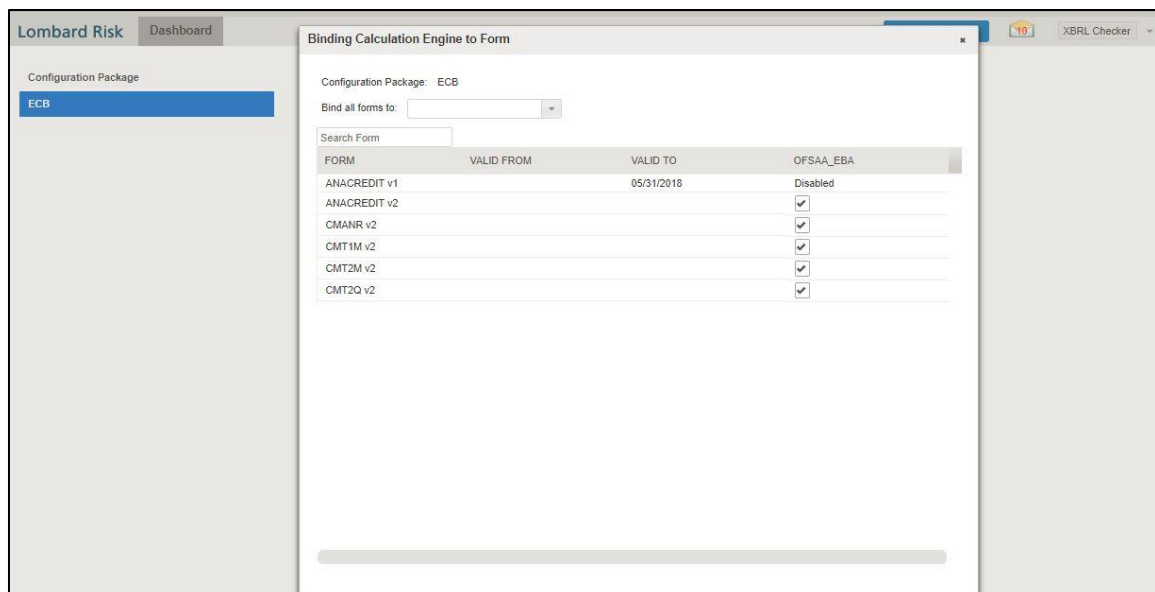 Lombard Risk Dashboard
Binding Calculation Engine to Form
10
XBRL Checker
Configuration Package
ECB
Configuration Package: ECB
Bind all forms to:
Search Form
FORM VALID FROM VALID TO OFSAA_EBA
ANACREDIT v1 05/31/2018 Disabled
ANACREDIT v2
CMANR v2
CMT1M v2
CMT2M v2
CMT2Q v2